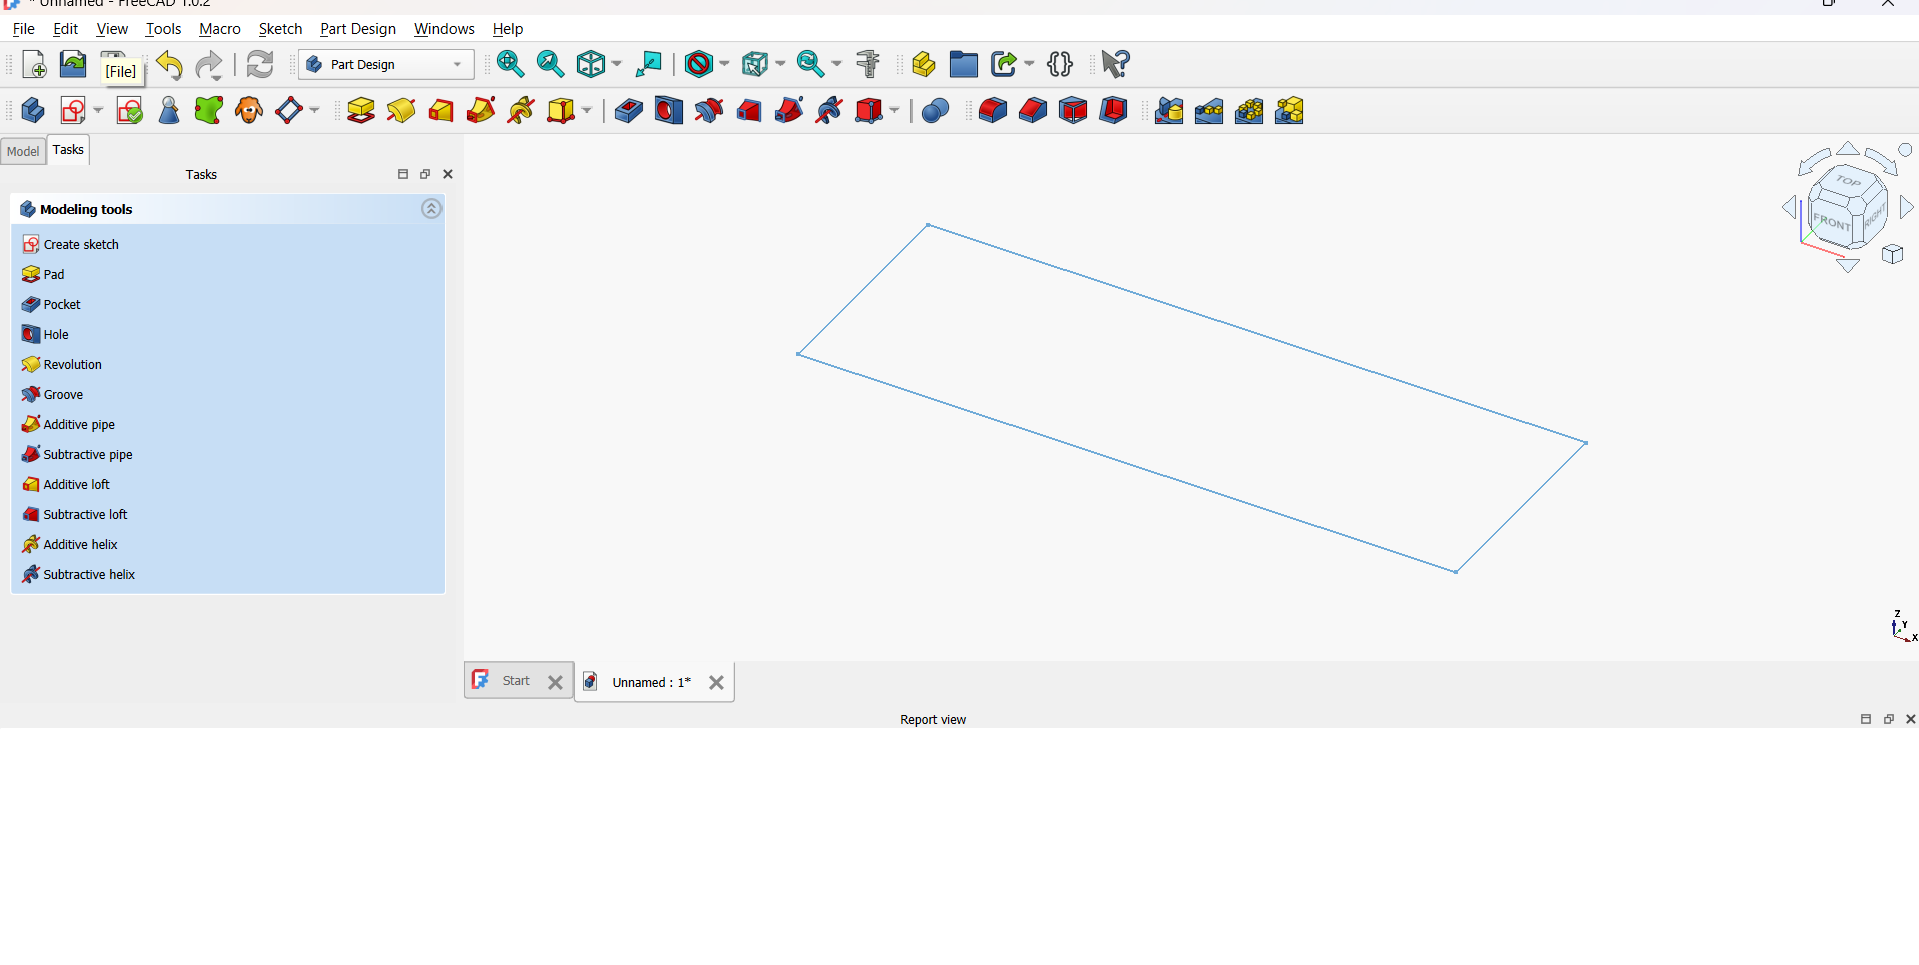 * Unnamed - FreeCAD 1.0.2
File Edit View Tools Macro Sketch Part Design Windows Help
[File]
Part Design
Model Tasks
Tasks
Modeling tools
Create sketch
Pad
Pocket
Hole
Revolution
Groove
Additive pipe
Subtractive pipe
Additive loft
Subtractive loft
Additive helix
Subtractive helix
TOP
FRONT
RIGHT
Z
Y
X
Start
Unnamed : 1*
Report view